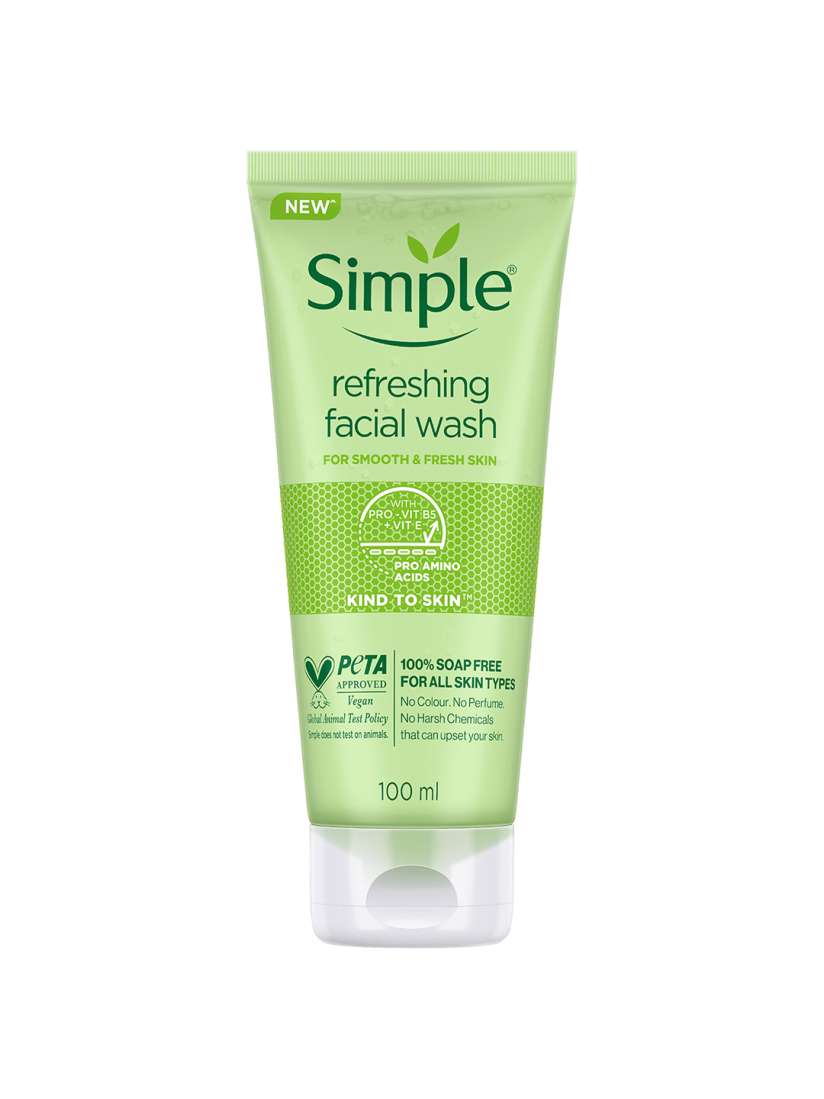 NEW^
Simple®
refreshing
facial wash
FOR SMOOTH & FRESH SKIN
WITH
PRO-VIT B5
+ VIT E
PRO AMINO
ACIDS
KIND TO SKIN™
PETA
APPROVED
Vegan
Global Animal Test Policy
Simple does not test on animals.
100% SOAP FREE
FOR ALL SKIN TYPES
No Colour. No Perfume.
No Harsh Chemicals
that can upset your skin.
100 ml